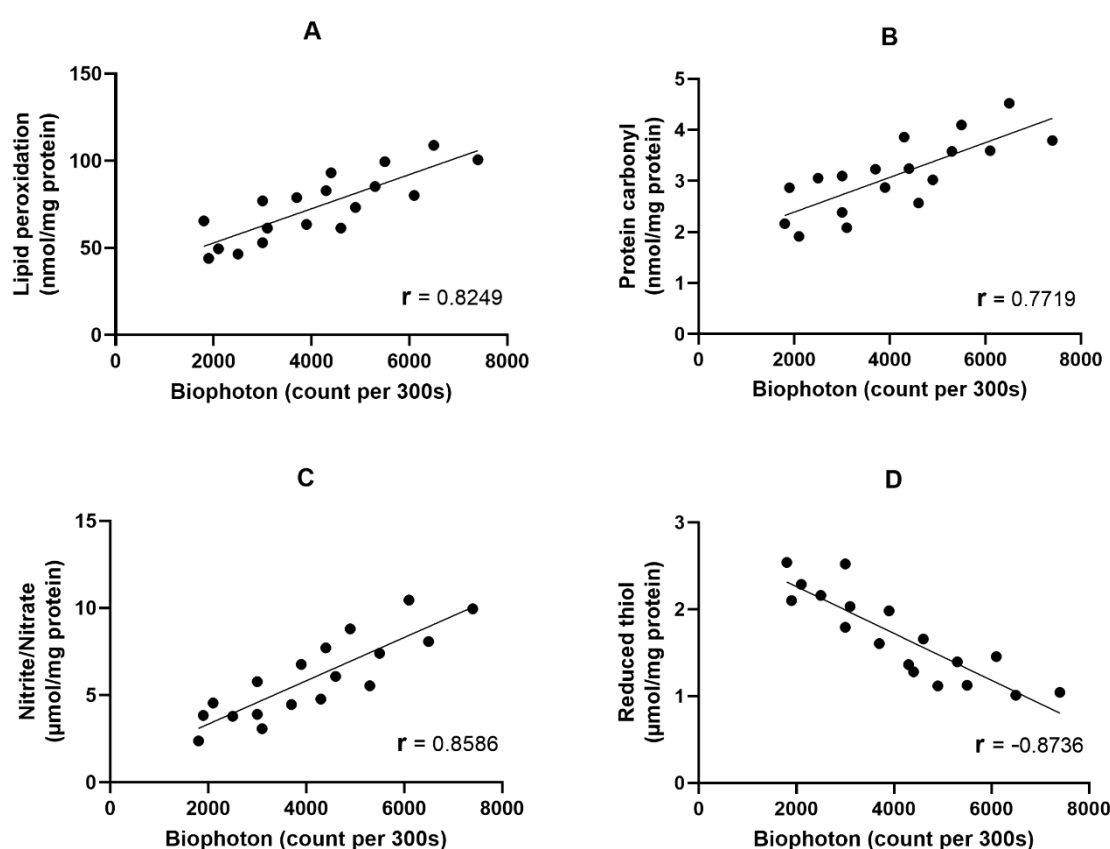 A
Lipid peroxidation
(nmol/mg protein)
150
100
50
0
0 2000 4000 6000 8000
Biophoton (count per 300s)
r = 0.8249
B
Protein carbonyl
(nmol/mg protein)
5
4
3
2
1
0
0 2000 4000 6000 8000
Biophoton (count per 300s)
r = 0.7719
C
Nitrite/Nitrate
(µmol/mg protein)
15
10
5
0
0 2000 4000 6000 8000
Biophoton (count per 300s)
r = 0.8586
D
Reduced thiol
(µmol/mg protein)
3
2
1
0
0 2000 4000 6000 8000
Biophoton (count per 300s)
r = -0.8736